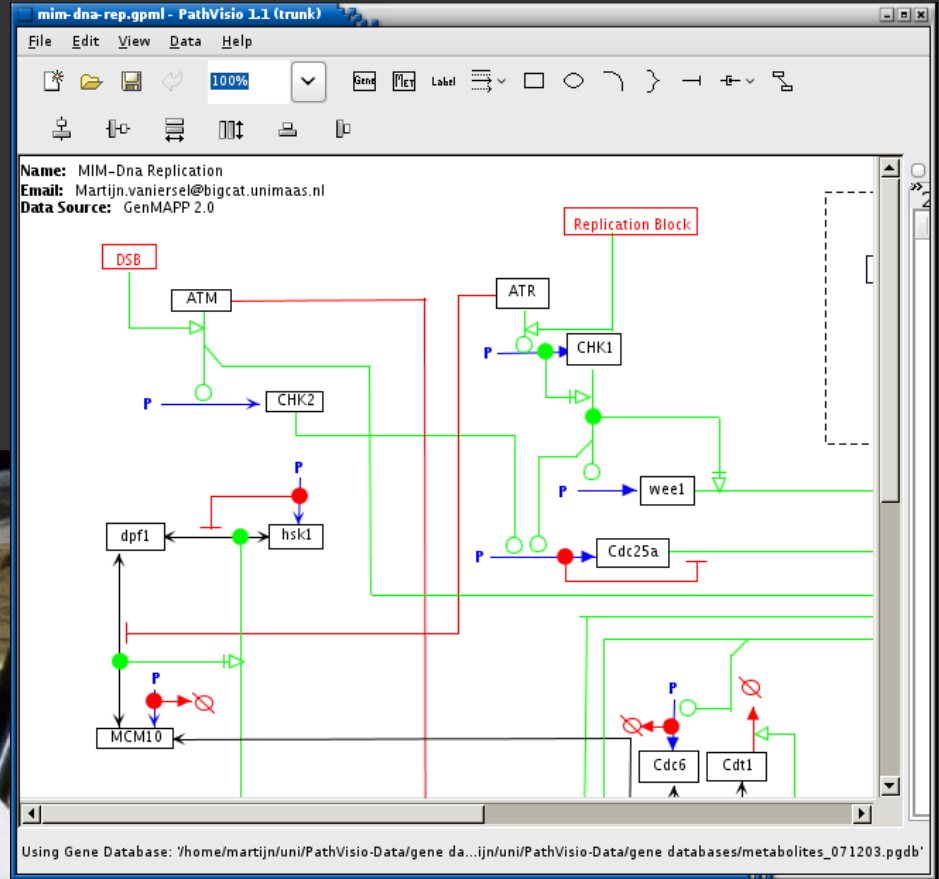 mim-dna-rep.gpml - PathVisio 1.1 (trunk)
File Edit View Data Help
100%
Gene MET Label
Name: MIM-Dna Replication
Email: Martijn.vaniersel@bigcat.unimaas.nl
Data Source: GenMAPP 2.0
Replication Block
DSB
ATM
ATR
P
CHK1
P
CHK2
P
P
wee1
dpf1
hsk1
P
Cdc25a
P
P
MCM10
Cdc6
Cdt1
Using Gene Database: '/home/martijn/uni/PathVisio-Data/gene da...ijn/uni/PathVisio-Data/gene databases/metabolites_071203.pgdb'